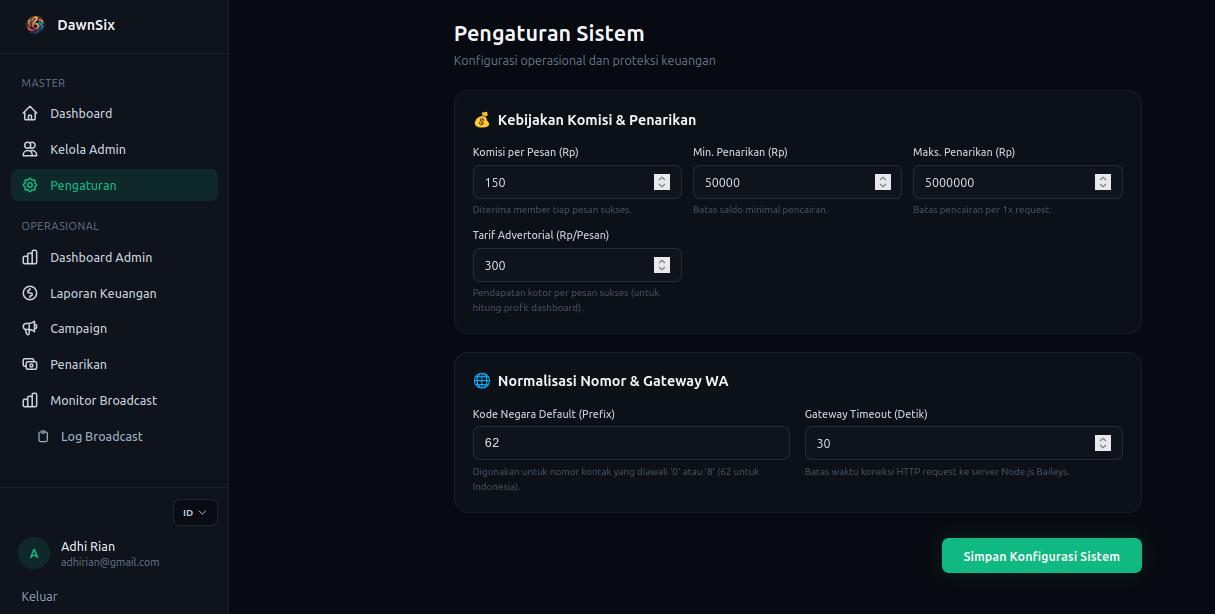 DawnSix
MASTER
Dashboard
Kelola Admin
Pengaturan
OPERASIONAL
Dashboard Admin
Laporan Keuangan
Campaign
Penarikan
Monitor Broadcast
Log Broadcast
ID
A
Adhi Rian
adhirian@gmail.com
Keluar
Pengaturan Sistem
Konfigurasi operasional dan proteksi keuangan
Kebijakan Komisi & Penarikan
Komisi per Pesan (Rp)
150
Diterima member tiap pesan sukses.
Min. Penarikan (Rp)
50000
Batas saldo minimal pencairan.
Maks. Penarikan (Rp)
5000000
Batas pencairan per 1x request.
Tarif Advertorial (Rp/Pesan)
300
Pendapatan kotor per pesan sukses (untuk
hitung profit dashboard).
Normalisasi Nomor & Gateway WA
Kode Negara Default (Prefix)
62
Digunakan untuk nomor kontak yang diawali '0' atau '8' (62 untuk
Indonesia).
Gateway Timeout (Detik)
30
Batas waktu koneksi HTTP request ke server Node.js Baileys.
Simpan Konfigurasi Sistem